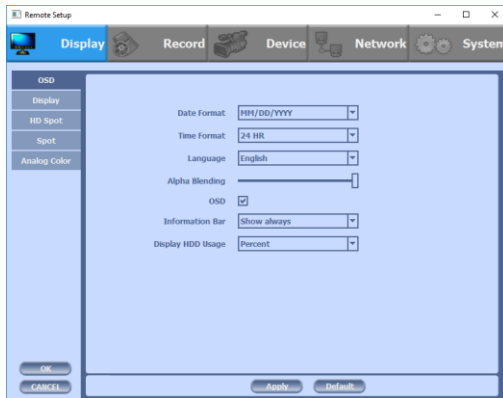 Remote Setup
Display Record Device Network System
OSD
Display
HD Spot
Spot
Analog Color
Date Format MM/DD/YYYY
Time Format 24 HR
Language English
Alpha Blending
OSD
Information Bar Show always
Display HDD Usage Percent
OK
CANCEL
Apply Default